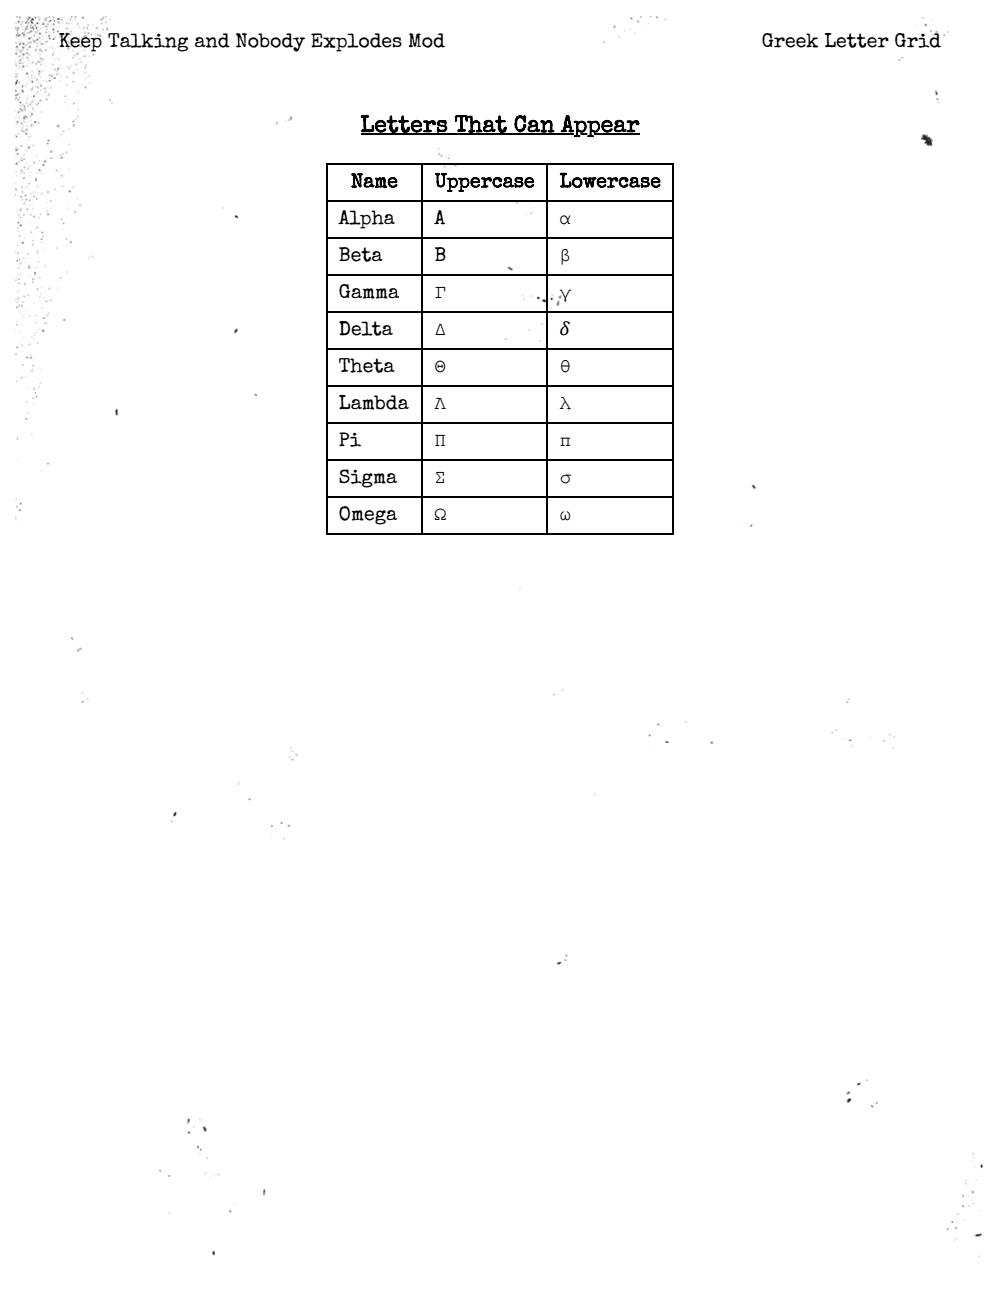 Keep Talking and Nobody Explodes Mod
Greek Letter Grid
Letters That Can Appear
Name Uppercase Lowercase
Alpha Α α
Beta Β β
Gamma Γ γ
Delta Δ δ
Theta Θ θ
Lambda Λ λ
Pi Π π
Sigma Σ σ
Omega Ω ω